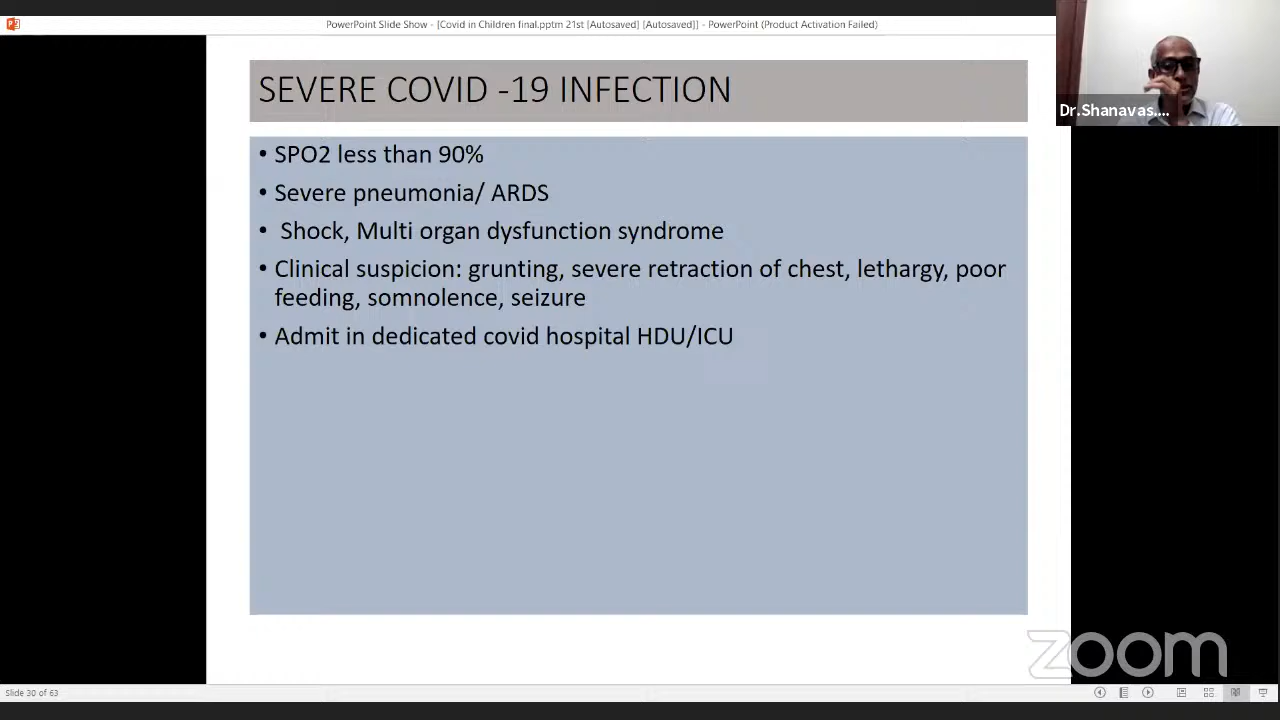 PowerPoint Slide Show - [Covid in Children final.pptm 21st [Autosaved] [Autosaved]] - PowerPoint (Product Activation Failed)
Dr.Shanavas....
SEVERE COVID -19 INFECTION
• SPO2 less than 90%
• Severe pneumonia/ ARDS
• Shock, Multi organ dysfunction syndrome
• Clinical suspicion: grunting, severe retraction of chest, lethargy, poor
feeding, somnolence, seizure
• Admit in dedicated covid hospital HDU/ICU
zoom
Slide 30 of 63